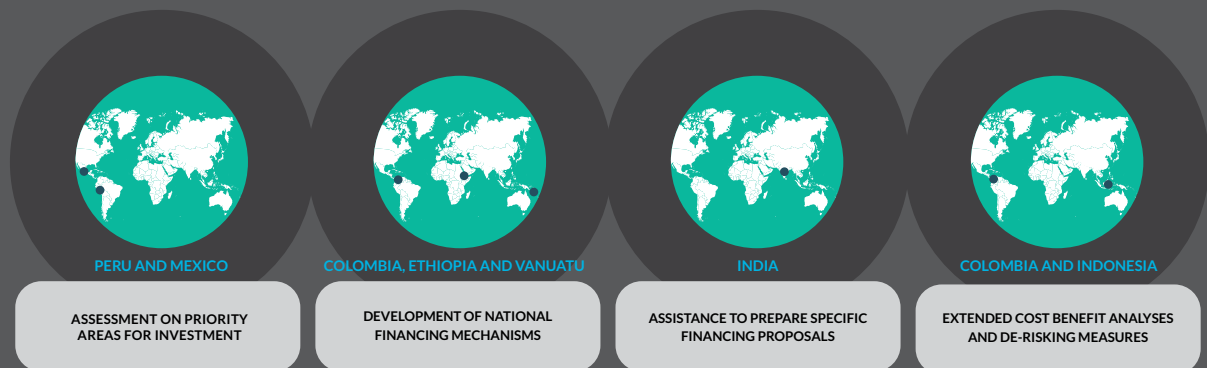 PERU AND MEXICO
ASSESSMENT ON PRIORITY
AREAS FOR INVESTMENT
COLOMBIA, ETHIOPIA AND VANUATU
DEVELOPMENT OF NATIONAL
FINANCING MECHANISMS
INDIA
ASSISTANCE TO PREPARE SPECIFIC
FINANCING PROPOSALS
COLOMBIA AND INDONESIA
EXTENDED COST BENEFIT ANALYSES
AND DE-RISKING MEASURES